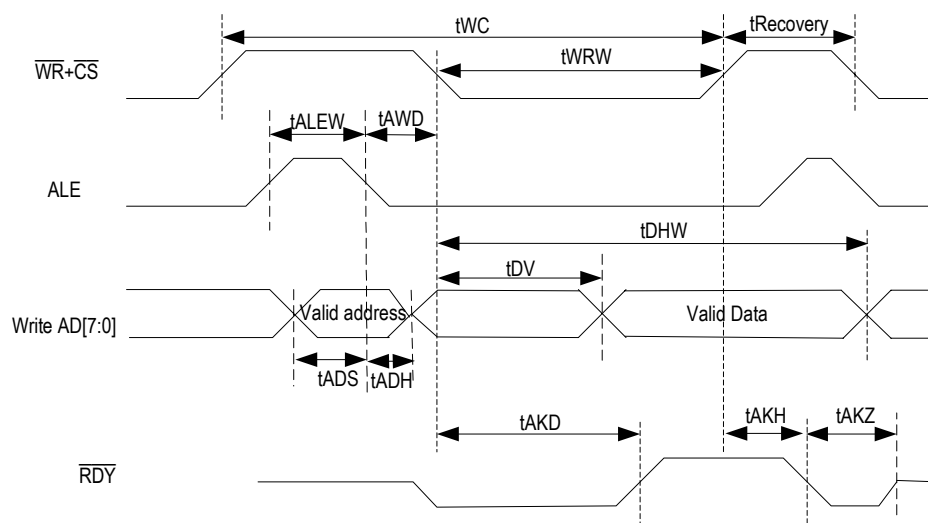 tWC
tRecovery
WR+CS
tWRW
tALEW
tAWD
ALE
tDHW
tDV
Write AD[7:0]
Valid address
Valid Data
tADS
tADH
tAKD
tAKH
tAKZ
RDY